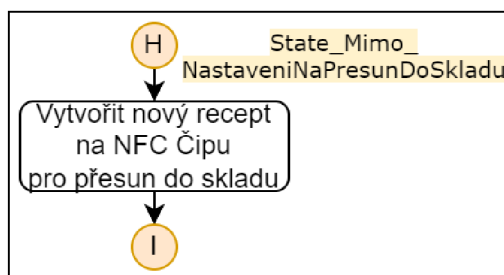 H
State_Mimo_
NastaveniNaPresunDoSkladu
Vytvořit nový recept
na NFC Čipu
pro přesun do skladu
I